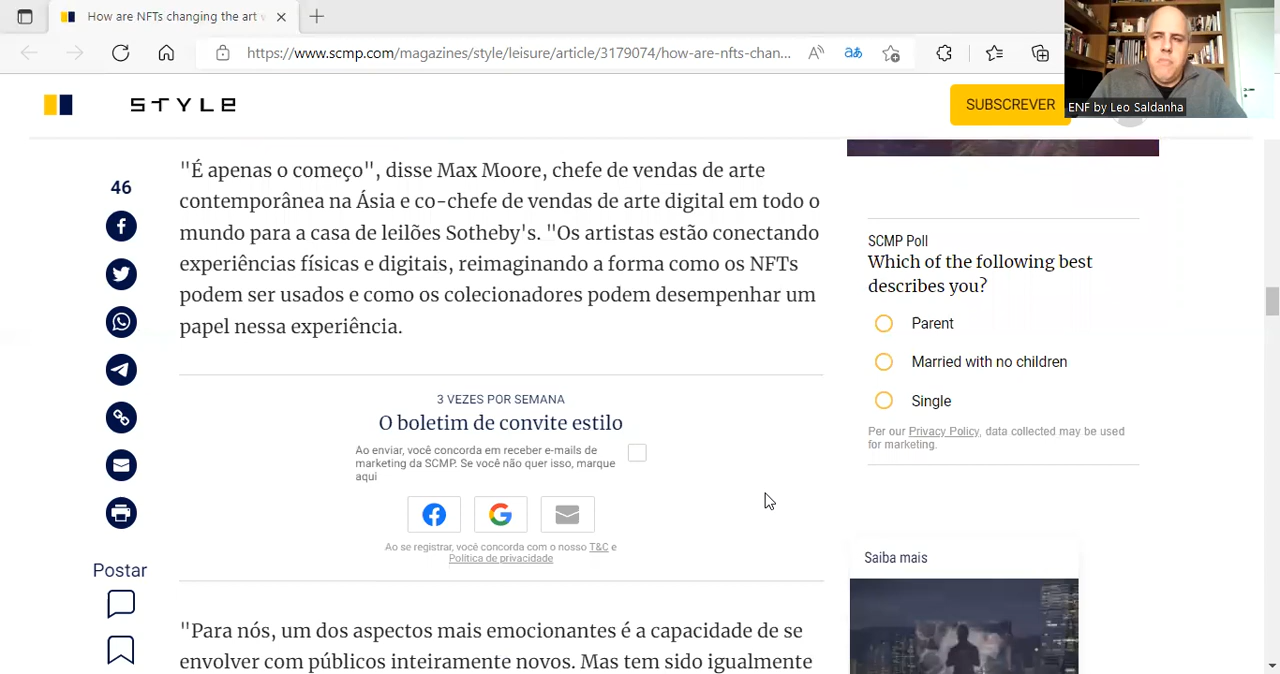 How are NFTs changing the art
https://www.scmp.com/magazines/style/leisure/article/3179074/how-are-nfts-chan...
ENF by Leo Saldanha
STYLE
SUBSCREVER
46
"É apenas o começo", disse Max Moore, chefe de vendas de arte
contemporânea na Ásia e co-chefe de vendas de arte digital em todo o
mundo para a casa de leilões Sotheby's. "Os artistas estão conectando
experiências físicas e digitais, reimaginando a forma como os NFTs
podem ser usados e como os colecionadores podem desempenhar um
papel nessa experiência.
3 VEZES POR SEMANA
O boletim de convite estilo
Ao enviar, você concorda em receber e-mails de
marketing da SCMP. Se você não quer isso, marque
aqui
Ao se registrar, você concorda com o nosso T&C e
Política de privacidade
Postar
"Para nós, um dos aspectos mais emocionantes é a capacidade de se
envolver com públicos inteiramente novos. Mas tem sido igualmente
SCMP Poll
Which of the following best
describes you?
Parent
Married with no children
Single
Per our Privacy Policy, data collected may be used
for marketing.
Saiba mais